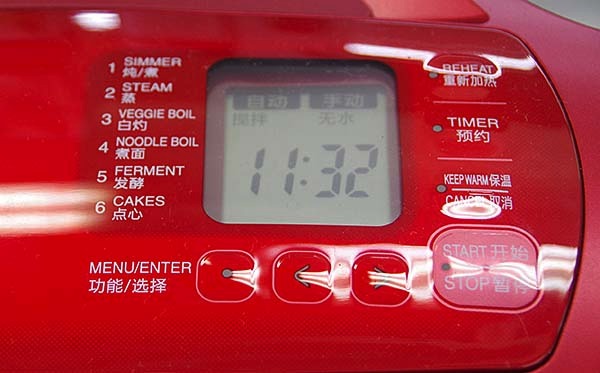 1 SIMMER
炖/煮
2 STEAM
蒸
3 VEGGIE BOIL
白灼
4 NOODLE BOIL
煮面
5 FERMENT
发酵
6 CAKES
点心
自动 手动
搅拌 无水
11:32
REHEAT
重新加热
TIMER
预约
KEEP WARM 保温
CANCEL 取消
MENU/ENTER
功能/选择
START 开始
STOP 暂停